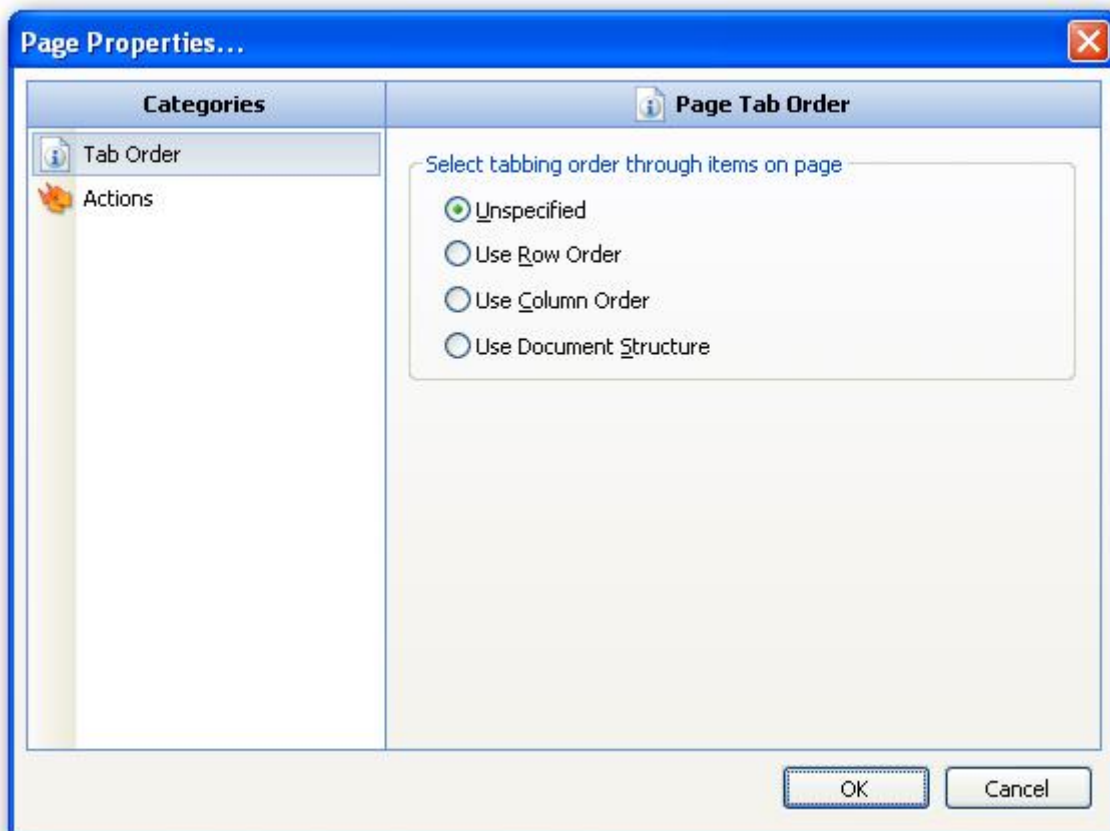 Page Properties...
Categories
Page Tab Order
Tab Order
Actions
Select tabbing order through items on page
Unspecified
Use Row Order
Use Column Order
Use Document Structure
OK
Cancel